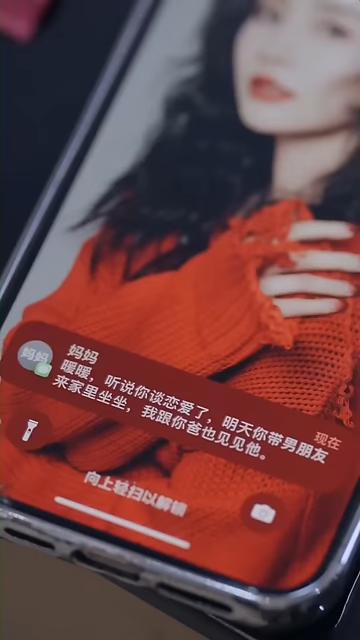 妈妈
妈妈
现在
暖暖，听说你谈恋爱了，明天你带男朋友
来家里坐坐，我跟你爸也见见他。
向上轻扫以解锁